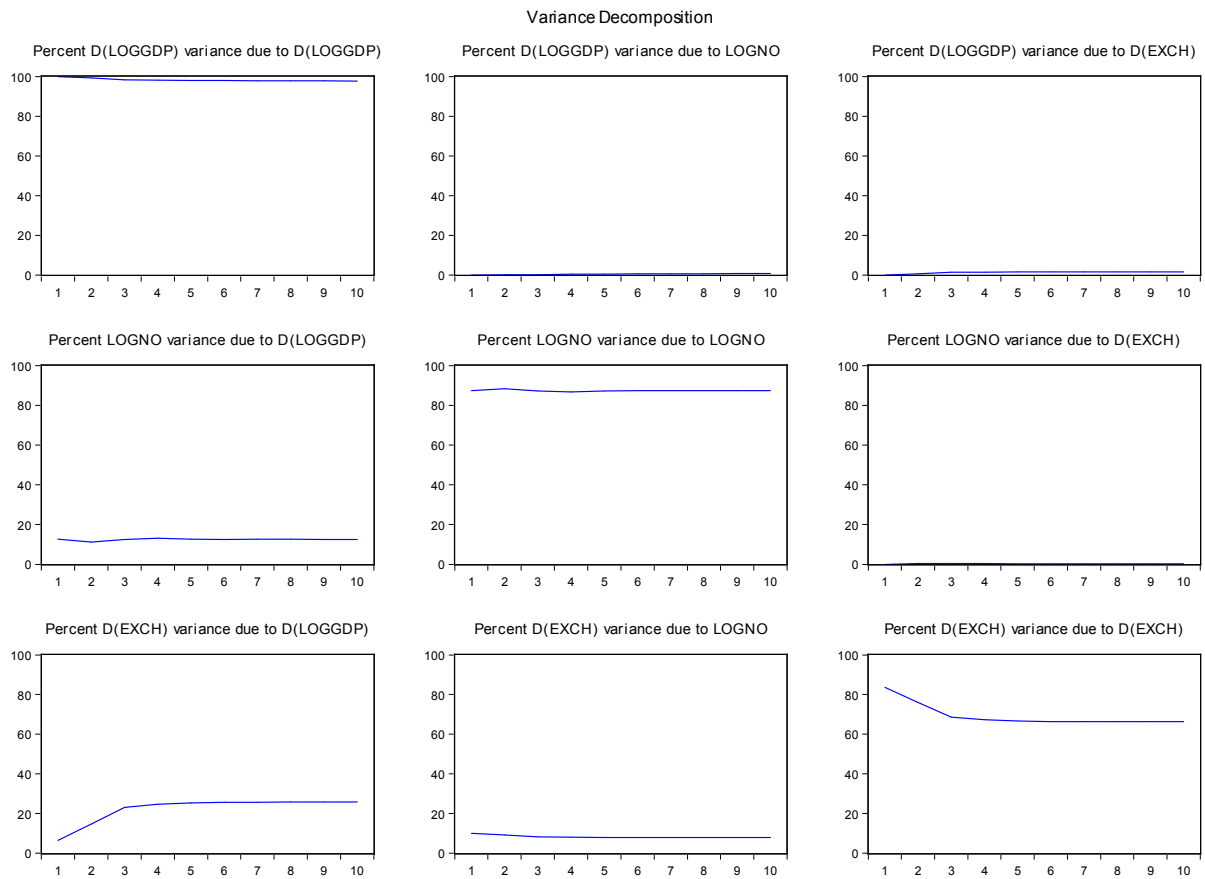 Variance Decomposition
Percent D(LOGGDP) variance due to D(LOGGDP)
100
80
60
40
20
0
1 2 3 4 5 6 7 8 9 10
Percent D(LOGGDP) variance due to LOGNO
100
80
60
40
20
0
1 2 3 4 5 6 7 8 9 10
Percent D(LOGGDP) variance due to D(EXCH)
100
80
60
40
20
0
1 2 3 4 5 6 7 8 9 10
Percent LOGNO variance due to D(LOGGDP)
100
80
60
40
20
0
1 2 3 4 5 6 7 8 9 10
Percent LOGNO variance due to LOGNO
100
80
60
40
20
0
1 2 3 4 5 6 7 8 9 10
Percent LOGNO variance due to D(EXCH)
100
80
60
40
20
0
1 2 3 4 5 6 7 8 9 10
Percent D(EXCH) variance due to D(LOGGDP)
100
80
60
40
20
0
1 2 3 4 5 6 7 8 9 10
Percent D(EXCH) variance due to LOGNO
100
80
60
40
20
0
1 2 3 4 5 6 7 8 9 10
Percent D(EXCH) variance due to D(EXCH)
100
80
60
40
20
0
1 2 3 4 5 6 7 8 9 10